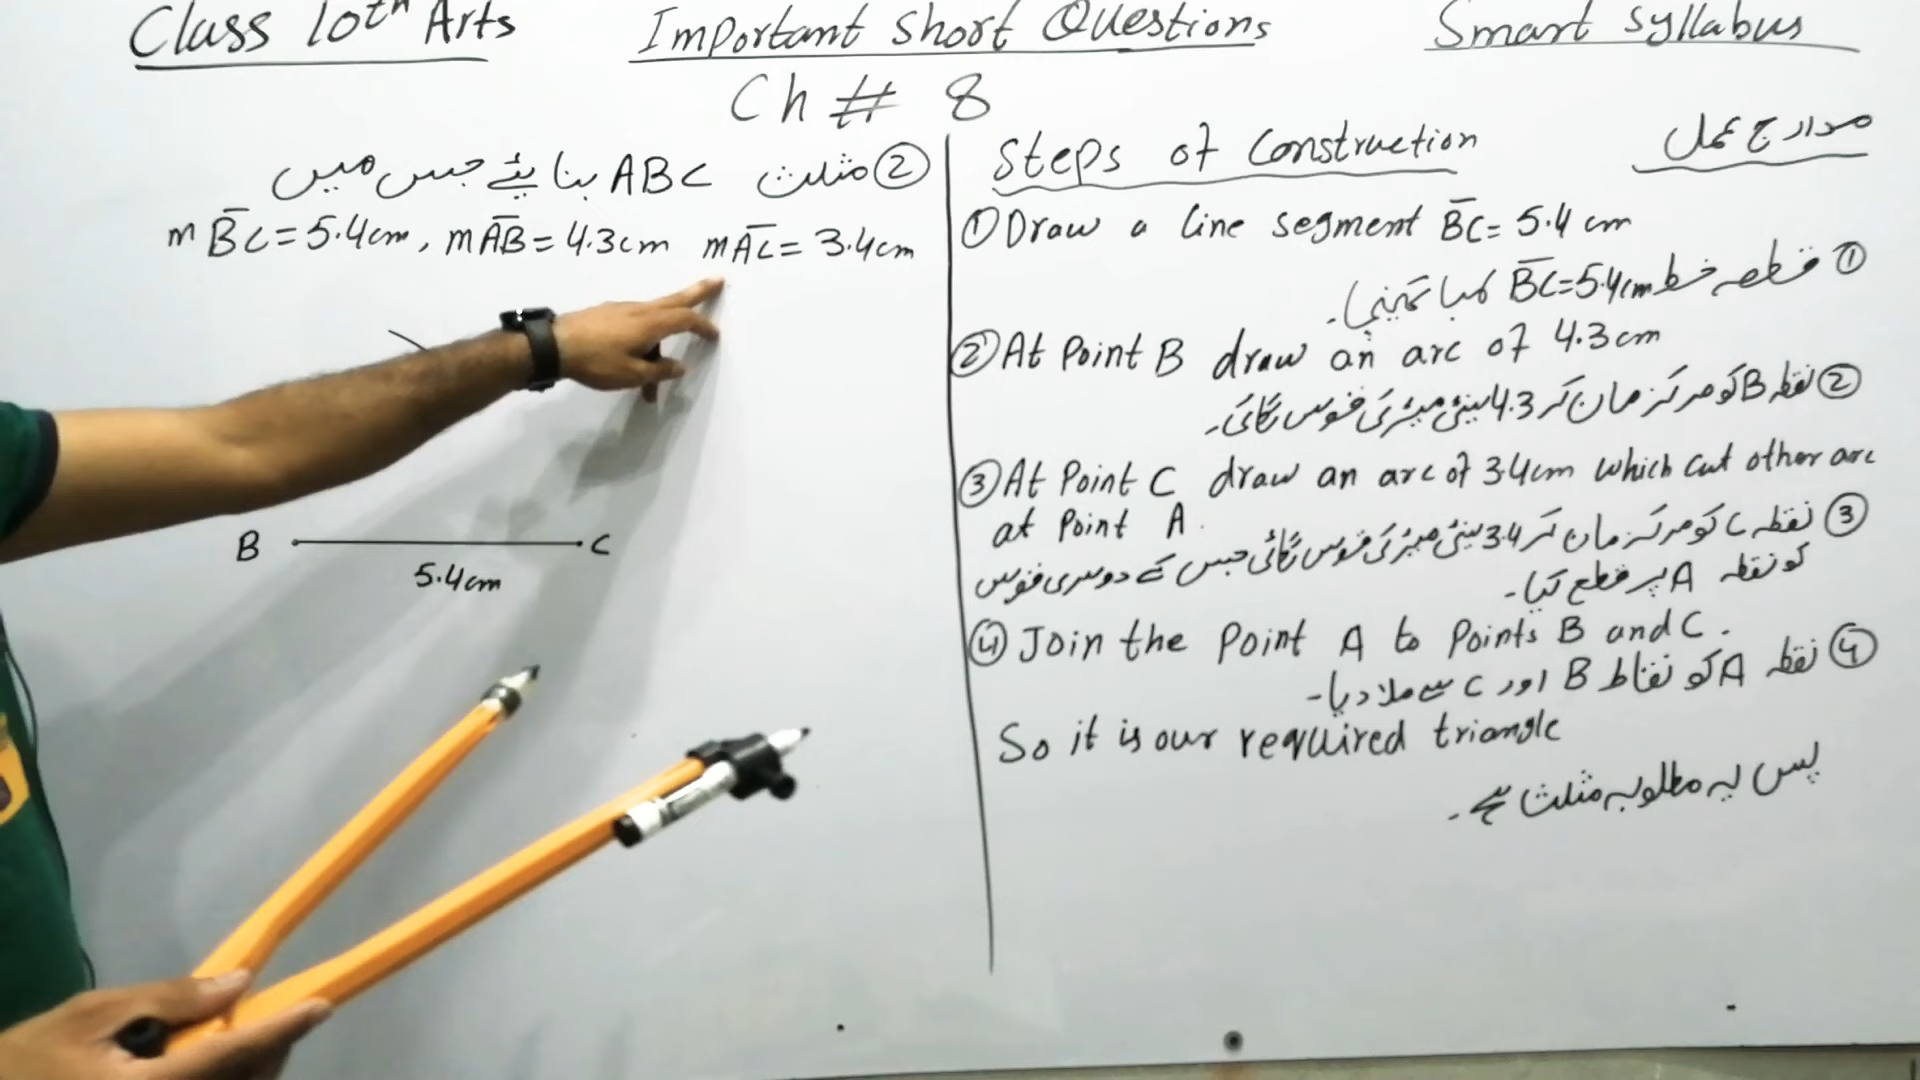 Class 10th Arts
Important Short Questions
Smart Syllabus
Ch # 8
② مثلث ABC بنائیے جس میں
mB̅C̅ = 5.4cm, mA̅B̅ = 4.3cm mA̅C̅ = 3.4cm
B
C
5.4cm
Steps of Construction
مدارج عمل
① Draw a line segment B̅C̅ = 5.4 cm
① قطعہ خط B̅C̅=5.4cm لمبا کھینچا۔
② At Point B draw an arc of 4.3cm
② نقطہ B کو مرکز مان کر 4.3 سینٹی میٹر کی قوس لگائی۔
③ At Point C draw an arc of 3.4cm which cut other arc
at Point A.
③ نقطہ C کو مرکز مان کر 3.4 سینٹی میٹر کی قوس لگائی جس کے دوسری قوس
کو نقطہ A پر قطع کیا۔
④ Join the Point A to Points B and C.
④ نقطہ A کو نقاط B اور C سے ملا دیا۔
So it is our required triangle
پس یہ مطلوبہ مثلث ہے۔